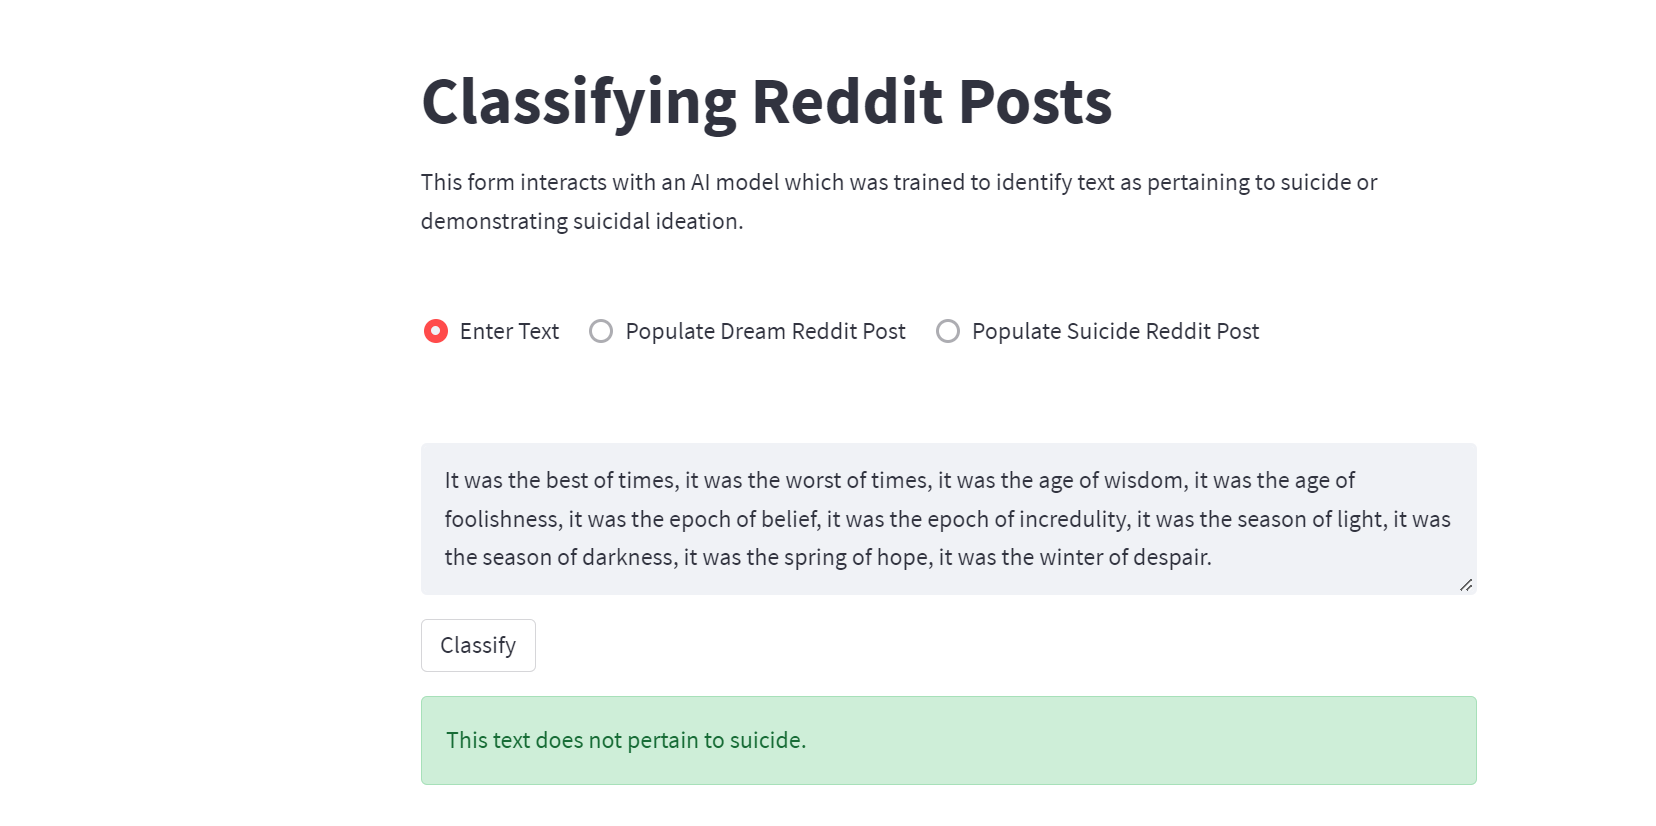 Classifying Reddit Posts
This form interacts with an AI model which was trained to identify text as pertaining to suicide or
demonstrating suicidal ideation.
Enter Text Populate Dream Reddit Post Populate Suicide Reddit Post
It was the best of times, it was the worst of times, it was the age of wisdom, it was the age of
foolishness, it was the epoch of belief, it was the epoch of incredulity, it was the season of light, it was
the season of darkness, it was the spring of hope, it was the winter of despair.
Classify
This text does not pertain to suicide.